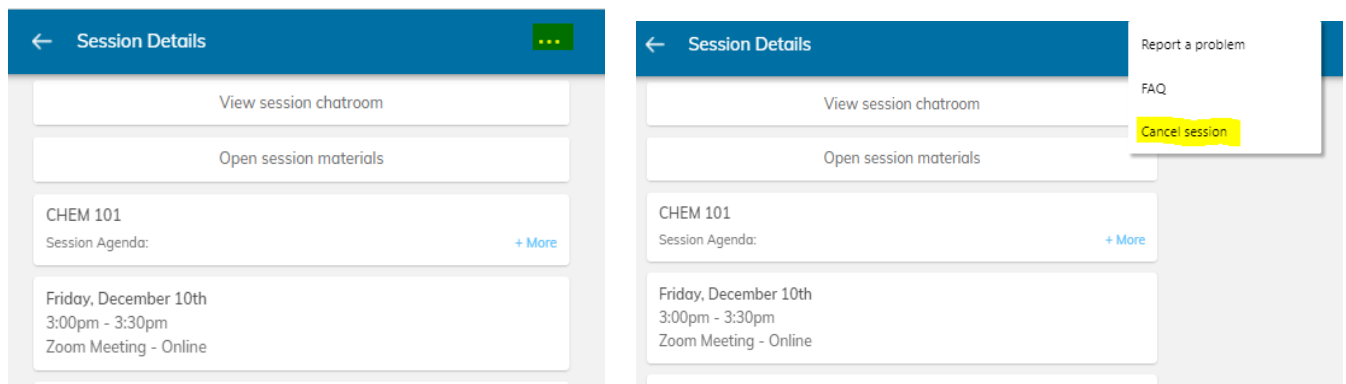 Session Details
...
View session chatroom
Open session materials
CHEM 101
Session Agenda:
+ More
Friday, December 10th
3:00pm - 3:30pm
Zoom Meeting - Online
Session Details
Report a problem
FAQ
Cancel session
View session chatroom
Open session materials
CHEM 101
Session Agenda:
+ More
Friday, December 10th
3:00pm - 3:30pm
Zoom Meeting - Online